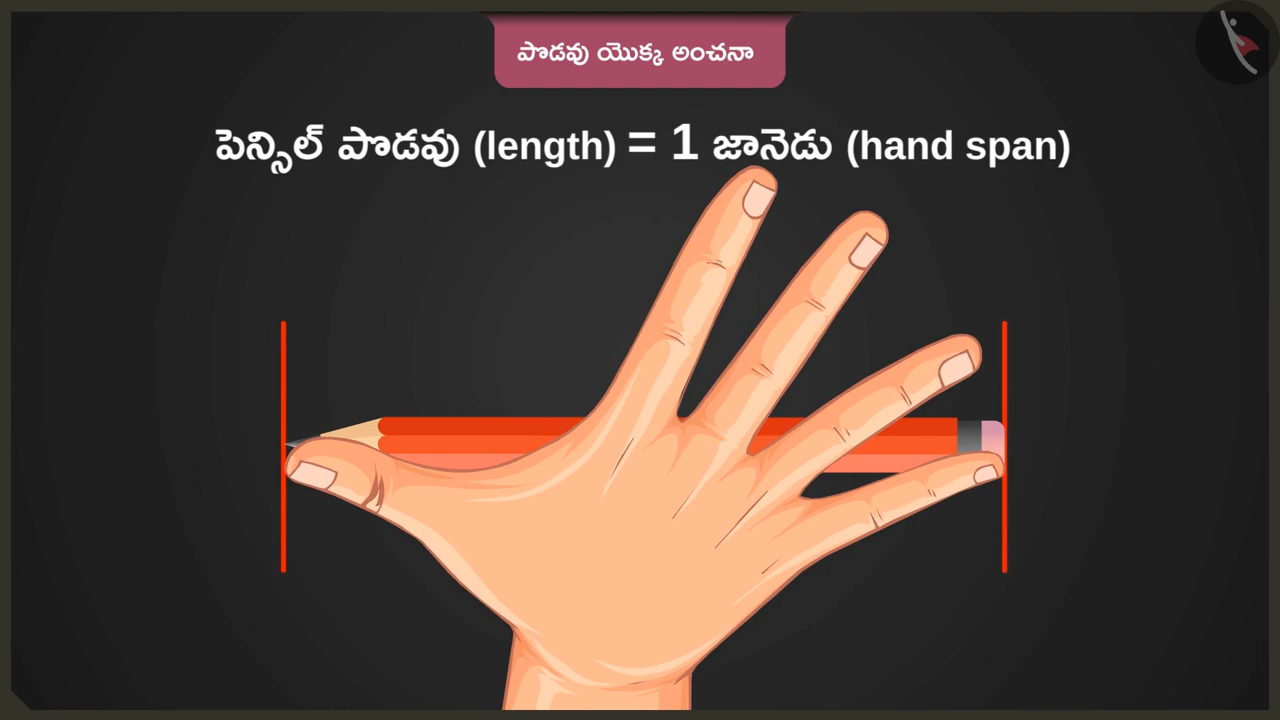 పొడవు యొక్క అంచనా
పెన్సిల్ పొడవు (length) = 1 జానెడు (hand span)